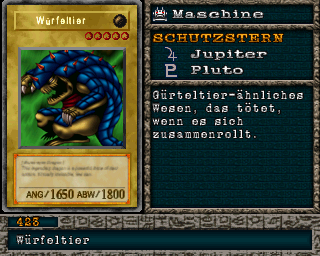 Würfeltier
ANG/1650 ABW/1800
Maschine
SCHUTZSTERN
Jupiter
Pluto
Gürteltier-ähnliches
Wesen, das tötet,
wenn es sich
zusammenrollt.
423
Würfeltier